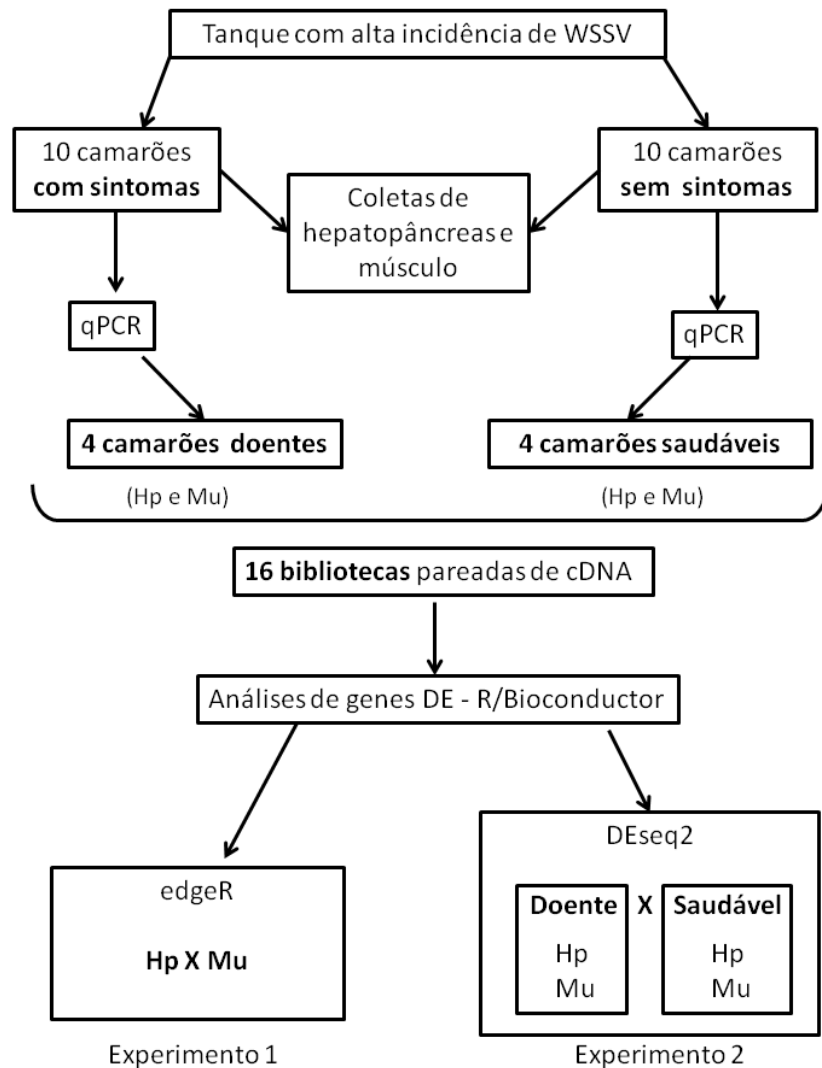 Tanque com alta incidência de WSSV
10 camarões
com sintomas
10 camarões
sem sintomas
Coletas de
hepatopâncreas e
músculo
qPCR
qPCR
4 camarões doentes
4 camarões saudáveis
(Hp e Mu)
(Hp e Mu)
16 bibliotecas pareadas de cDNA
Análises de genes DE - R/Bioconductor
edgeR
Hp X Mu
DEseq2
Doente X Saudável
Hp Hp
Mu Mu
Experimento 1
Experimento 2